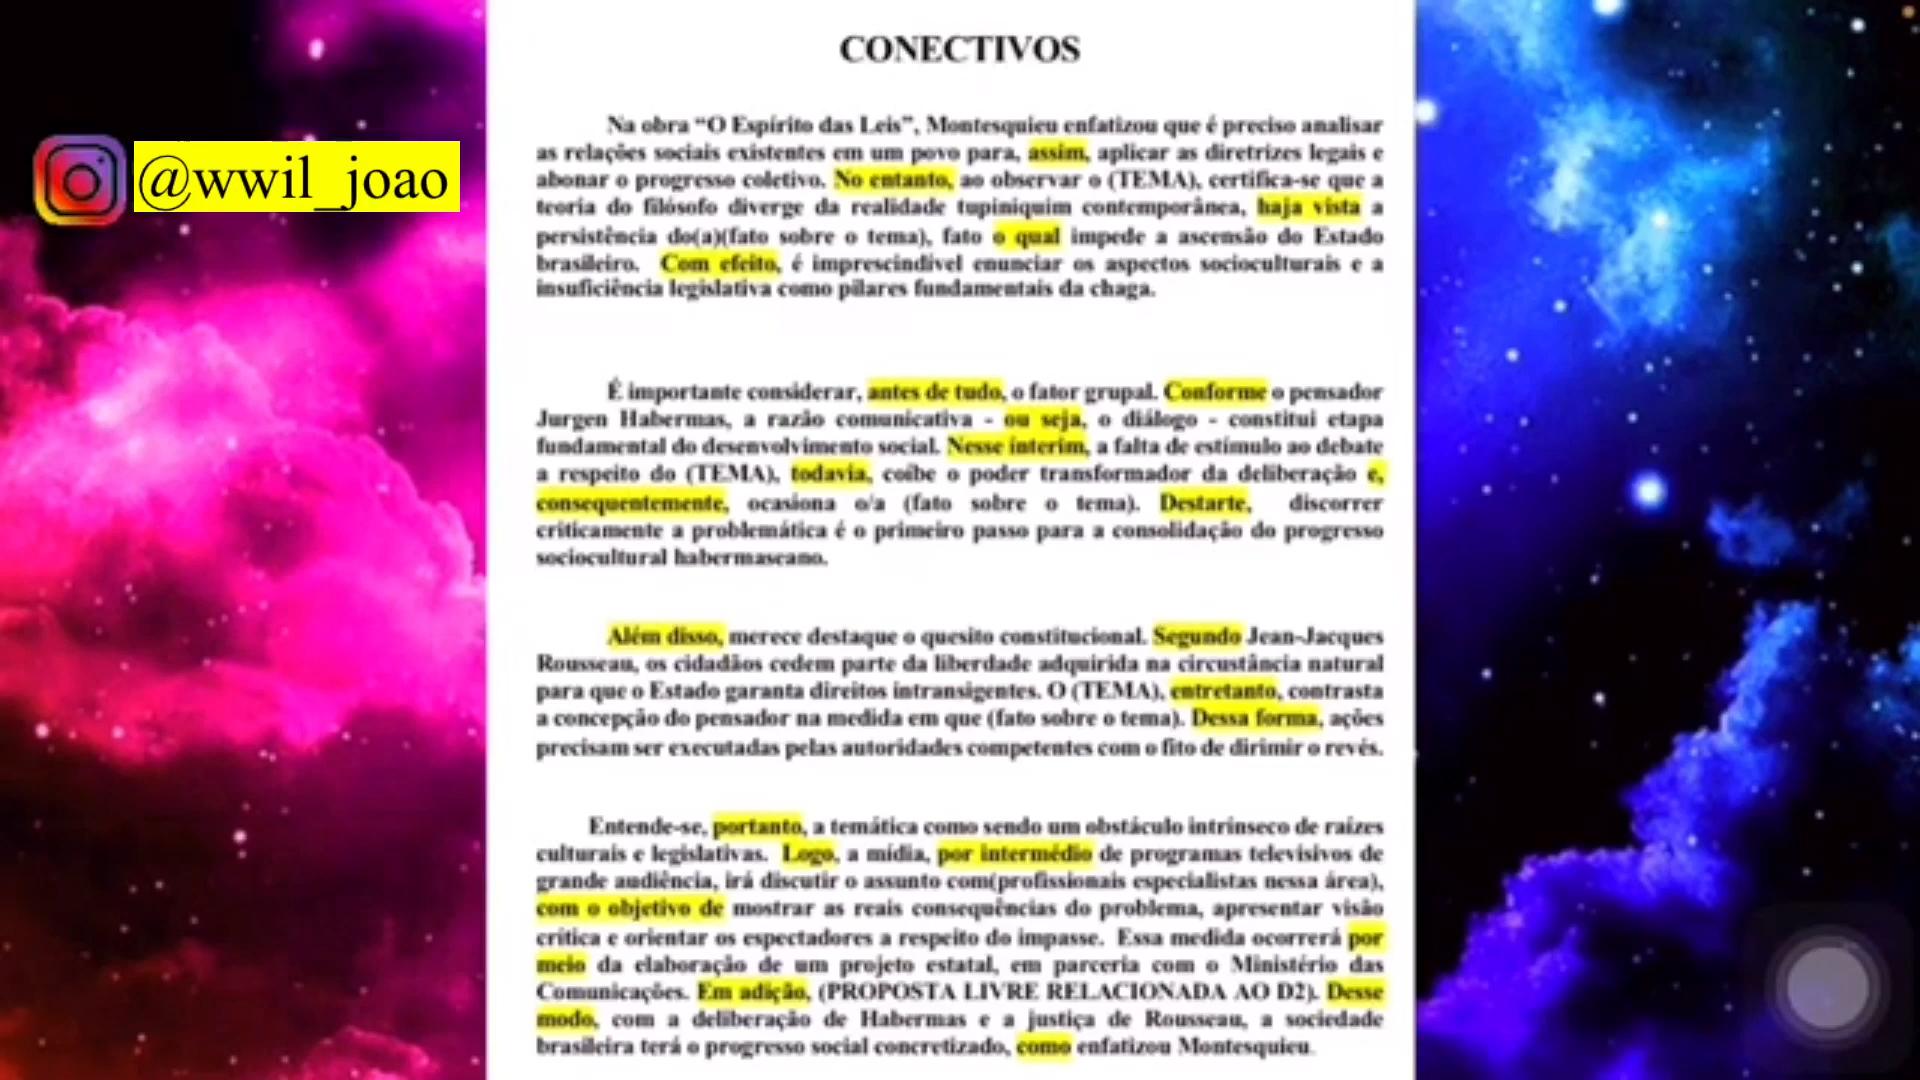 CONECTIVOS
@wwil_joao
Na obra “O Espírito das Leis”, Montesquieu enfatizou que é preciso analisar
as relações sociais existentes em um povo para, assim, aplicar as diretrizes legais e
abonar o progresso coletivo. No entanto, ao observar o (TEMA), certifica-se que a
teoria do filósofo diverge da realidade tupiniquim contemporânea, haja vista a
persistência do(a)(fato sobre o tema), fato o qual impede a ascensão do Estado
brasileiro. Com efeito, é imprescindível enunciar os aspectos socioculturais e a
insuficiência legislativa como pilares fundamentais da chaga.
É importante considerar, antes de tudo, o fator grupal. Conforme o pensador
Jurgen Habermas, a razão comunicativa - ou seja, o diálogo - constitui etapa
fundamental do desenvolvimento social. Nesse ínterim, a falta de estímulo ao debate
a respeito do (TEMA), todavia, coíbe o poder transformador da deliberação e,
consequentemente, ocasiona o/a (fato sobre o tema). Destarte, discorrer
criticamente a problemática é o primeiro passo para a consolidação do progresso
sociocultural habermaseano.
Além disso, merece destaque o quesito constitucional. Segundo Jean-Jacques
Rousseau, os cidadãos cedem parte da liberdade adquirida na circustância natural
para que o Estado garanta direitos intransigentes. O (TEMA), entretanto, contrasta
a concepção do pensador na medida em que (fato sobre o tema). Dessa forma, ações
precisam ser executadas pelas autoridades competentes com o fito de dirimir o revés.
Entende-se, portanto, a temática como sendo um obstáculo intrínseco de raízes
culturais e legislativas. Logo, a mídia, por intermédio de programas televisivos de
grande audiência, irá discutir o assunto com(profissionais especialistas nessa área),
com o objetivo de mostrar as reais consequências do problema, apresentar visão
crítica e orientar os espectadores a respeito do impasse. Essa medida ocorrerá por
meio da elaboração de um projeto estatal, em parceria com o Ministério das
Comunicações. Em adição, (PROPOSTA LIVRE RELACIONADA AO D2). Desse
modo, com a deliberação de Habermas e a justiça de Rousseau, a sociedade
brasileira terá o progresso social concretizado, como enfatizou Montesquieu.